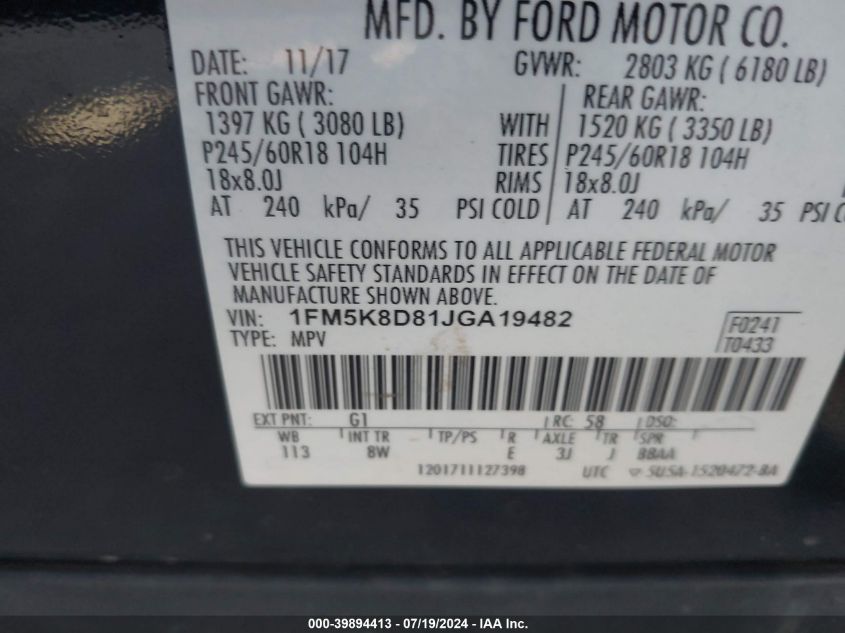 MFD. BY FORD MOTOR CO.
DATE: 11/17 GVWR: 2803 KG ( 6180 LB)
FRONT GAWR: REAR GAWR:
1397 KG ( 3080 LB) WITH 1520 KG ( 3350 LB)
P245/60R18 104H TIRES P245/60R18 104H
18x8.0J RIMS 18x8.0J
AT 240 kPa/ 35 PSI COLD AT 240 kPa/ 35 PSI
THIS VEHICLE CONFORMS TO ALL APPLICABLE FEDERAL MOTOR
VEHICLE SAFETY STANDARDS IN EFFECT ON THE DATE OF
MANUFACTURE SHOWN ABOVE.
VIN: 1FM5K8D81JGA19482 F0241
TYPE: MPV T0433
EXT PNT: G1 RC: 58 DSO:
WB INT TR TP/PS R AXLE TR SPR
113 8W E 3J J BBAA
1201711127398 UTC 5U5A-1520472-BA
000-39894413 - 07/19/2024 - IAA Inc.